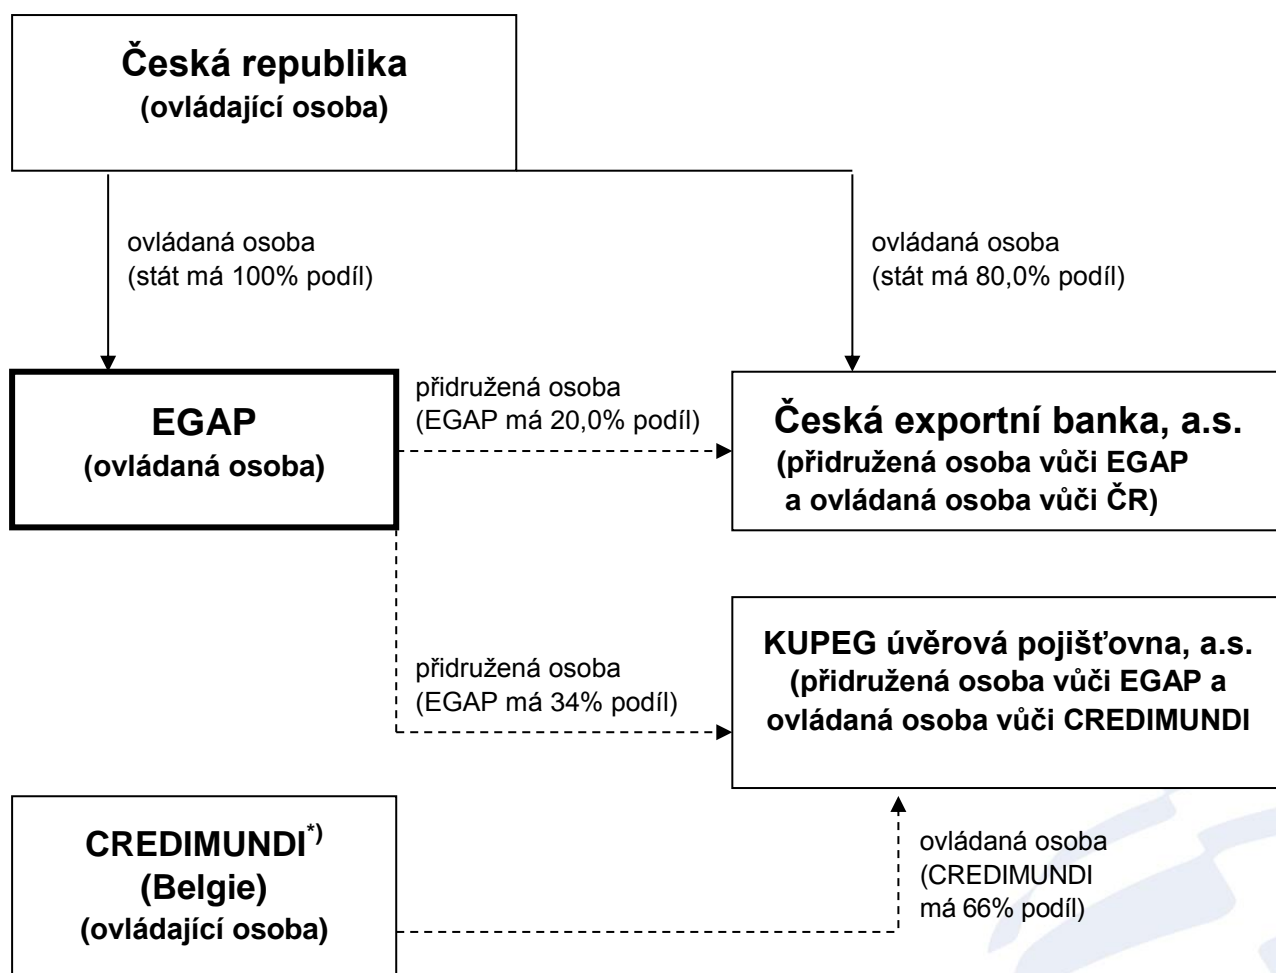 Česká republika
(ovládající osoba)
ovládaná osoba
(stát má 100% podíl)
ovládaná osoba
(stát má 80,0% podíl)
EGAP
(ovládaná osoba)
přidružená osoba
(EGAP má 20,0% podíl)
Česká exportní banka, a.s.
(přidružená osoba vůči EGAP
a ovládaná osoba vůči ČR)
přidružená osoba
(EGAP má 34% podíl)
KUPEG úvěrová pojišťovna, a.s.
(přidružená osoba vůči EGAP a
ovládaná osoba vůči CREDIMUNDI
CREDIMUNDI*)
(Belgie)
(ovládající osoba)
ovládaná osoba
(CREDIMUNDI
má 66% podíl)